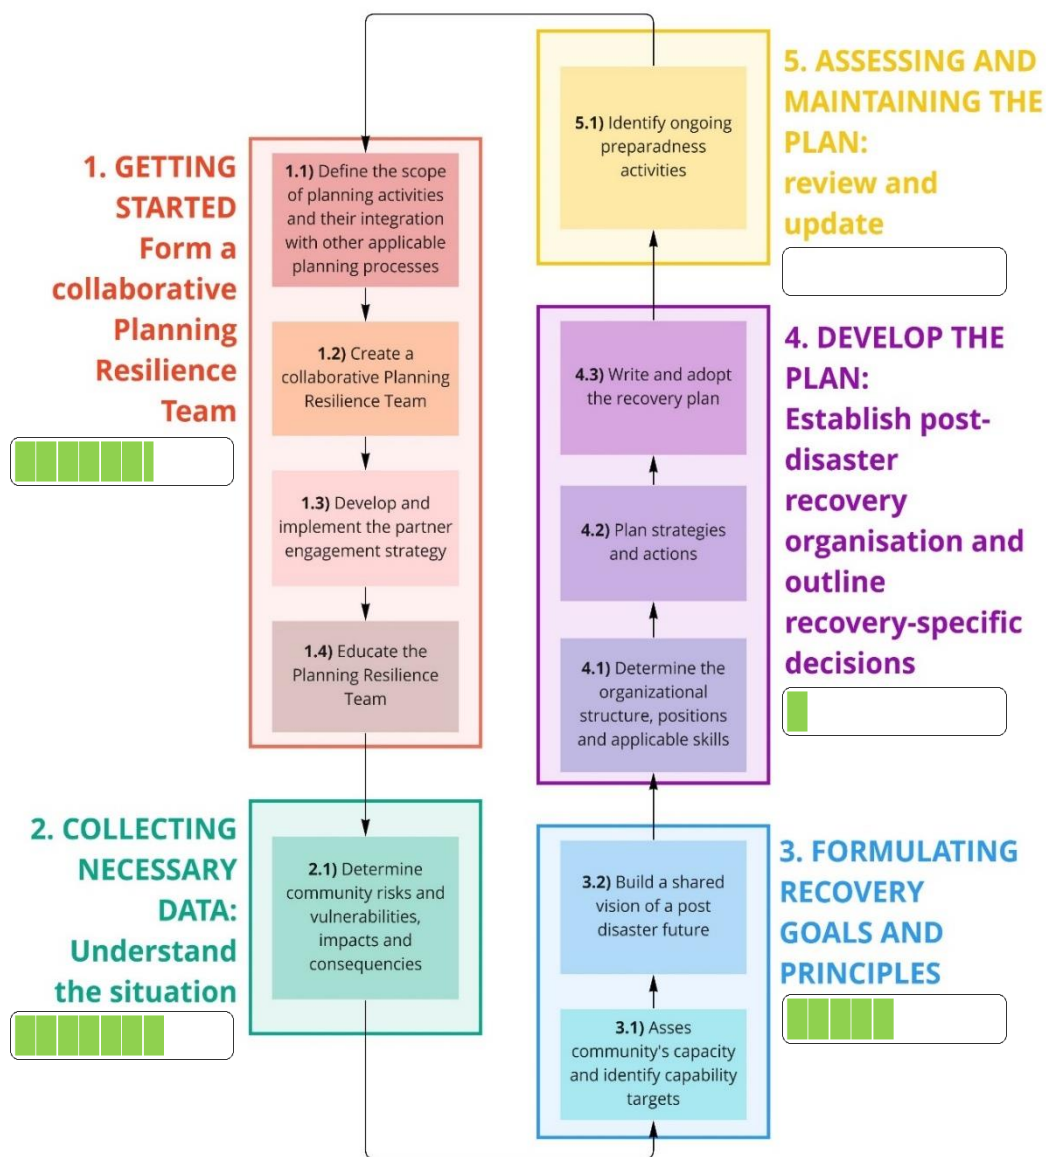 1. GETTING
STARTED
Form a
collaborative
Planning
Resilience
Team
1.1) Define the scope
of planning activities
and their integration
with other applicable
planning processes
1.2) Create a
collaborative Planning
Resilience Team
1.3) Develop and
implement the partner
engagement strategy
1.4) Educate the
Planning Resilience
Team
2. COLLECTING
NECESSARY
DATA:
Understand
the situation
2.1) Determine
community risks and
vulnerabilities,
impacts and
consequencies
3. FORMULATING
RECOVERY
GOALS AND
PRINCIPLES
3.2) Build a shared
vision of a post
disaster future
3.1) Asses
community's capacity
and identify capability
targets
4. DEVELOP THE
PLAN:
Establish post-
disaster
recovery
organisation and
outline
recovery-specific
decisions
4.3) Write and adopt
the recovery plan
4.2) Plan strategies
and actions
4.1) Determine the
organizational
structure, positions
and applicable skills
5. ASSESSING AND
MAINTAINING THE
PLAN:
review and
update
5.1) Identify ongoing
preparadness
activities